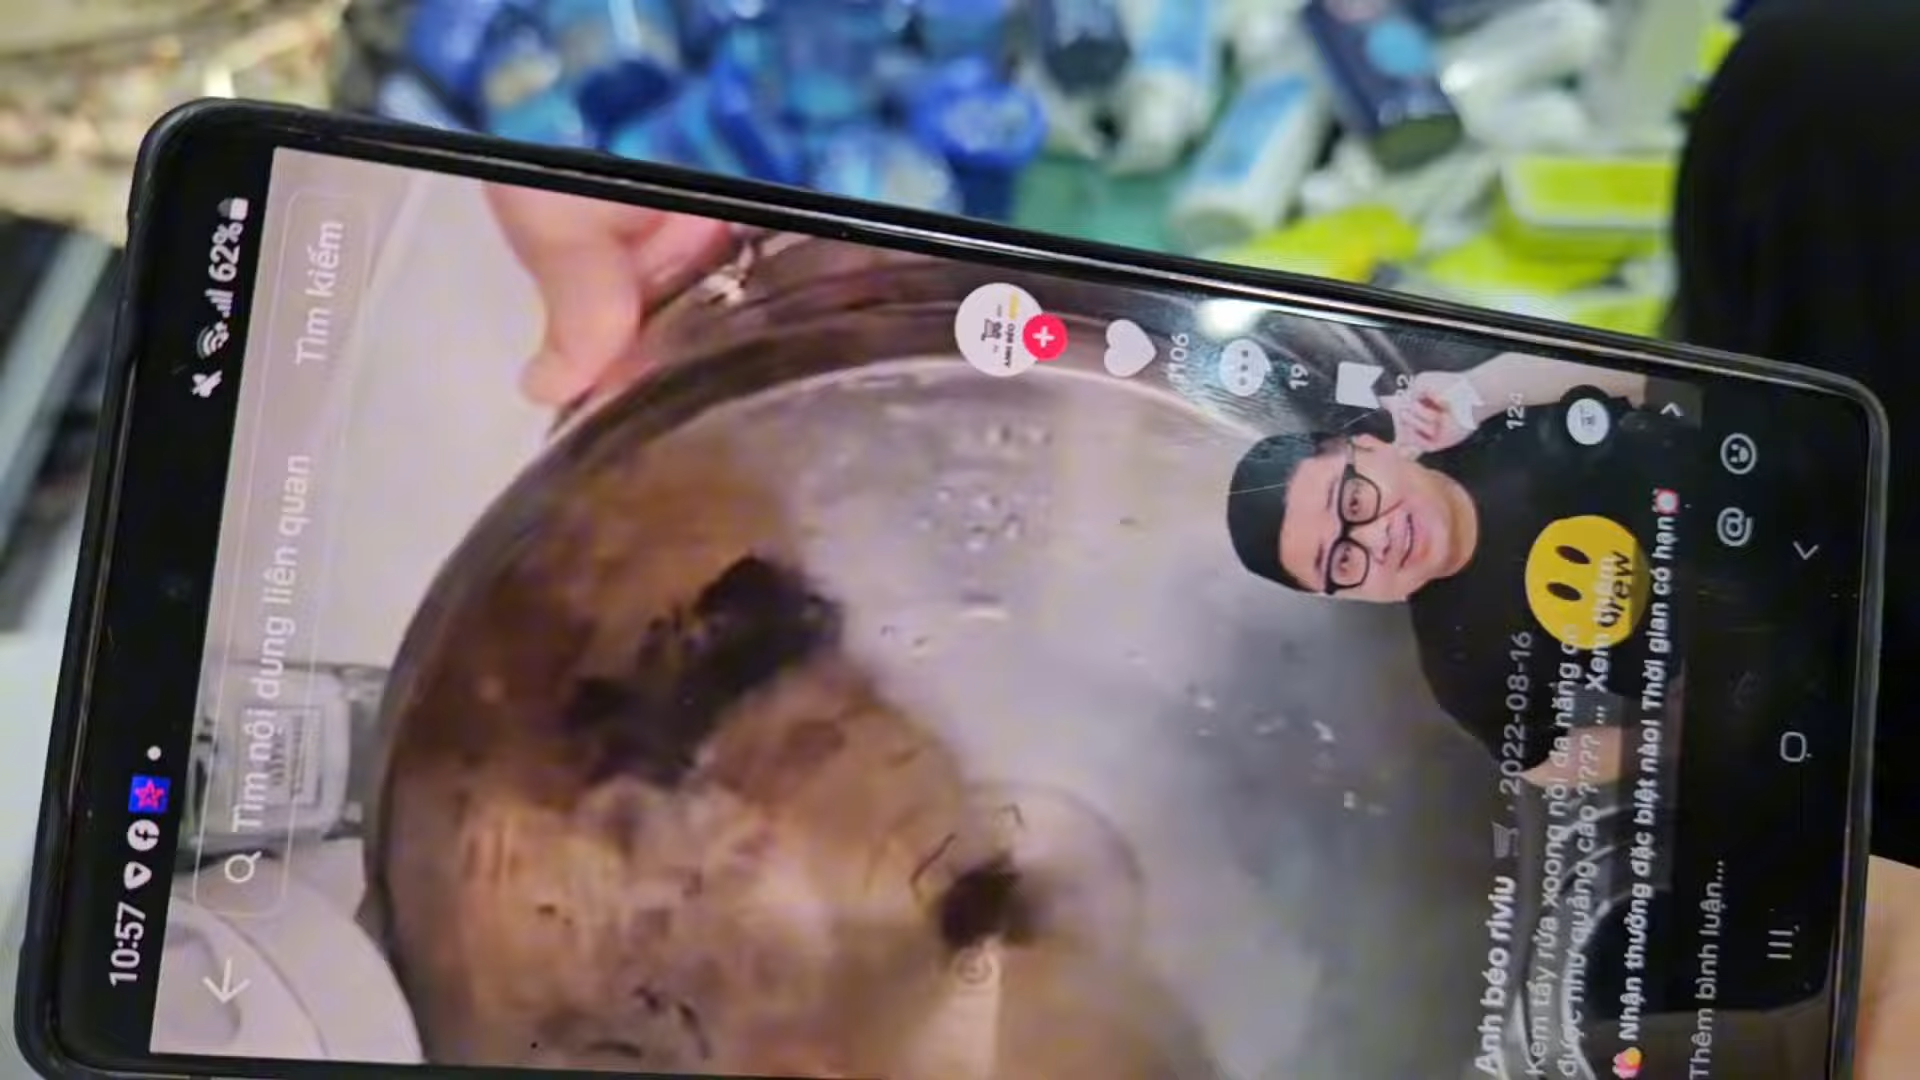 10:57
62%
Tìm nội dung liên quan
Tìm kiếm
1106
19
124
Anh béo riviu
, 2022-08-16
Kem tẩy rửa xoong nồi đa năng
được như quảng cáo ???? ... Xem thêm
drew
Nhận thưởng đặc biệt nào! Thời gian có hạn
Thêm bình luận...
@